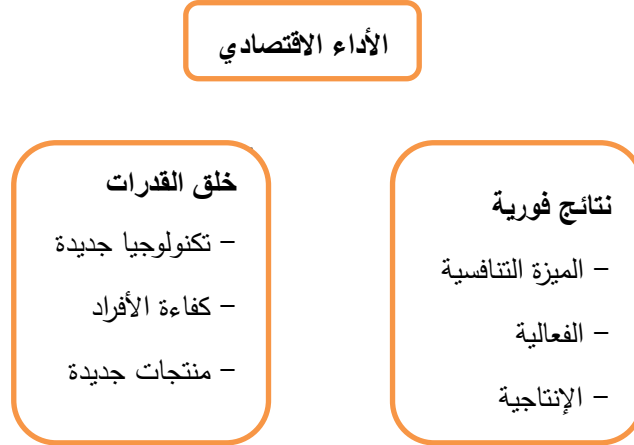 الأداء الاقتصادي
نتائج فورية
– الميزة التنافسية
– الفعالية
– الإنتاجية
خلق القدرات
– تكنولوجيا جديدة
– كفاءة الأفراد
– منتجات جديدة